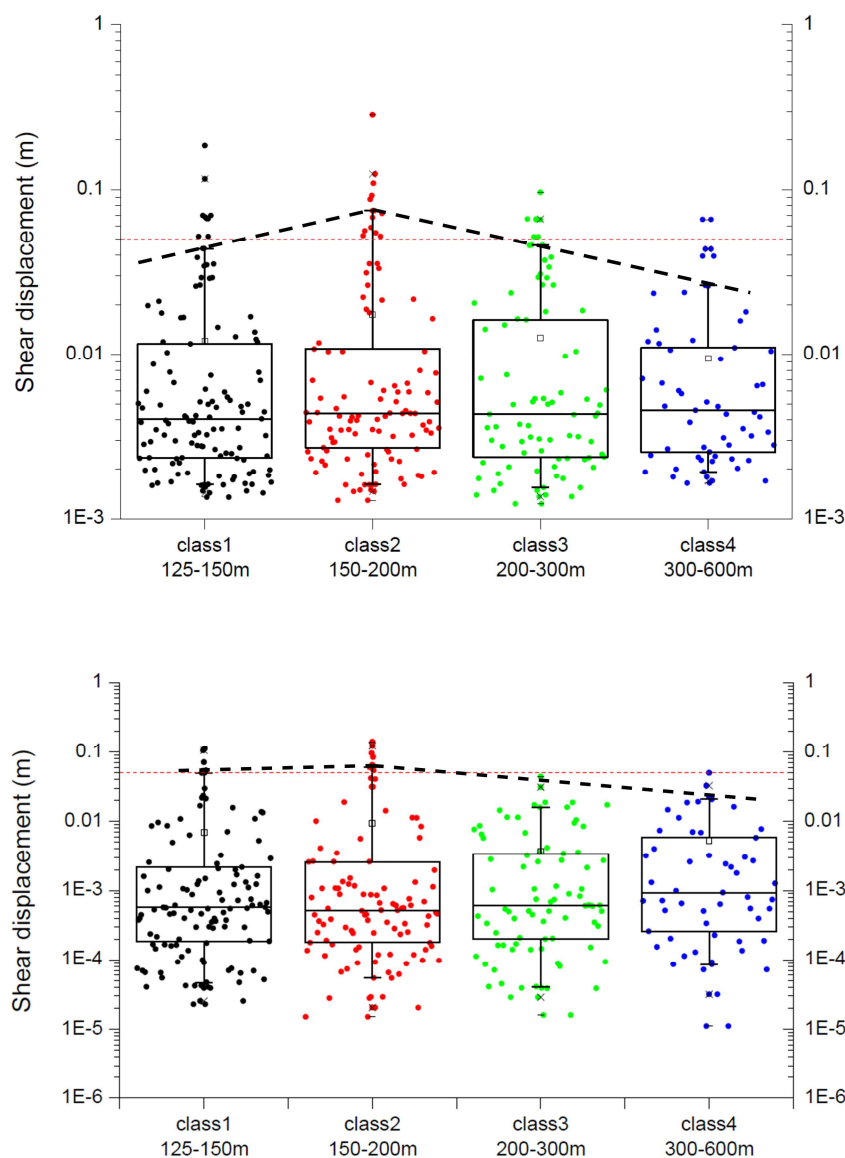 1
1
0.1
0.1
Shear displacement (m)
0.01
0.01
1E-3
1E-3
class1
class2
class3
class4
125-150m
150-200m
200-300m
300-600m
1
1
0.1
0.1
0.01
0.01
Shear displacement (m)
1E-3
1E-3
1E-4
1E-4
1E-5
1E-5
1E-6
1E-6
class1
class2
class3
class4
125-150m
150-200m
200-300m
300-600m